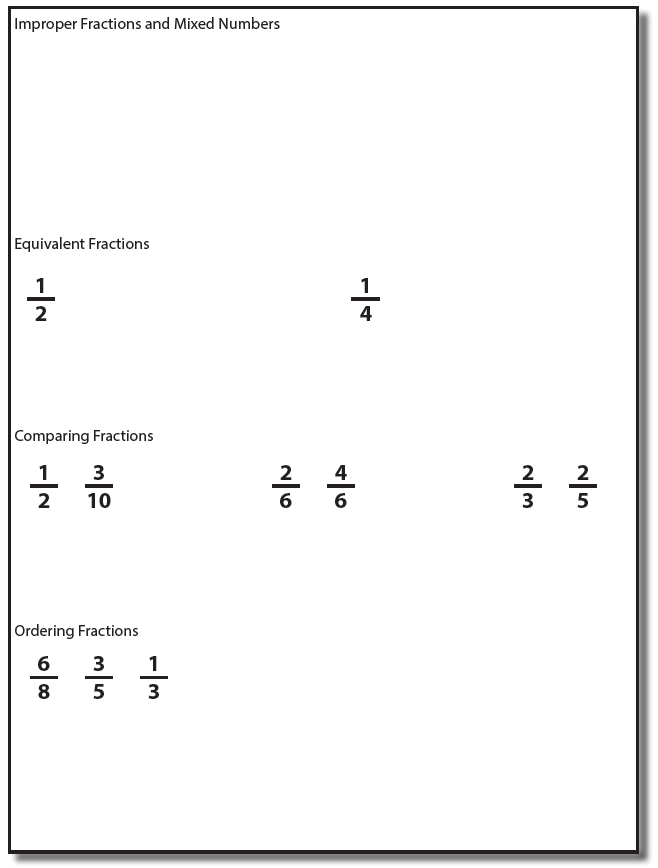 Improper Fractions and Mixed Numbers
Equivalent Fractions
1 1
2 4
Comparing Fractions
1 3 2 4 2 2
2 10 6 6 3 5
Ordering Fractions
6 3 1
8 5 3